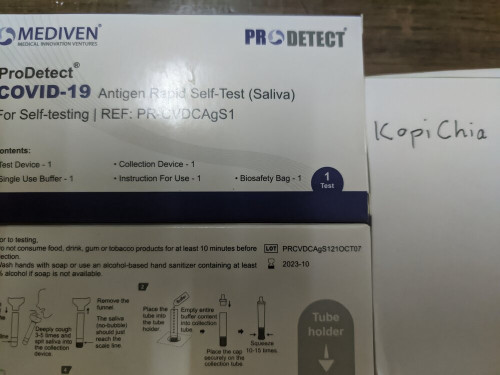 MEDIVEN®
MEDICAL INNOVATION VENTURES
PRODETECT®
ProDetect®
COVID-19 Antigen Rapid Self-Test (Saliva)
For Self-testing | REF: PR-CVDCAgS1
Contents:
Test Device - 1
Single Use Buffer - 1
• Collection Device - 1
• Instruction For Use - 1
• Biosafety Bag - 1
1
Test
KopiChia
or to testing,
not consume food, drink, gum or tobacco products for at least 10 minutes before
Wash hands with soap or use an alcohol-based hand sanitizer containing at least
% alcohol if soap is not available.
LOT PRCVDCAgS121OCT07
2023-10
Deeply cough
3-5 times and
spit saliva into
the collection
device.
Remove the
funnel.
The saliva
(no-bubble)
should just
reach the
scale line
Place the
tube into
the tube
holder
Buffer
Empty entire
buffer content
into collection
tube.
Place the cap
securely on the
collection tube
Squeeze
10-15 times
Tube
holder